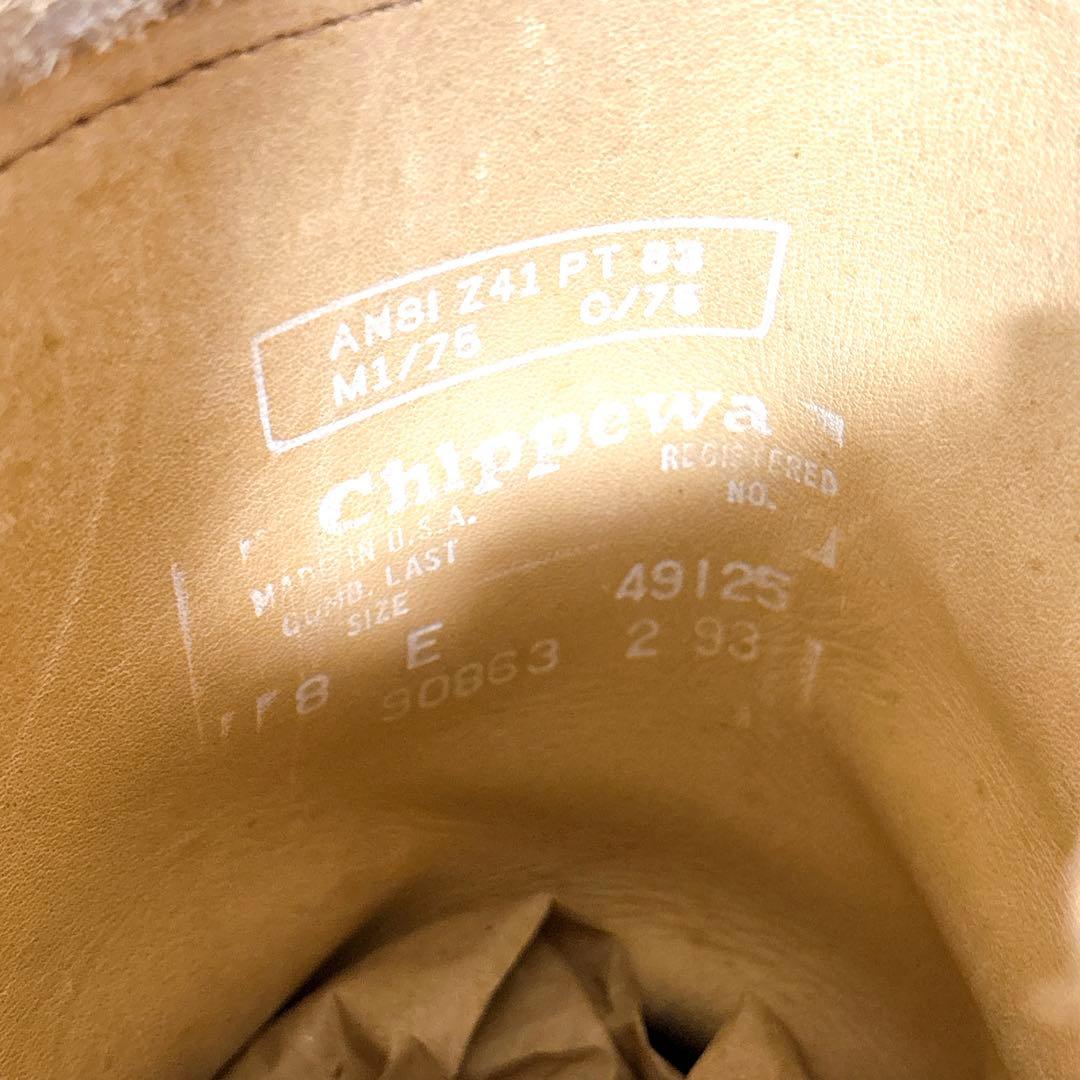 ANSI Z41 PT 83
M1/75 C/75
Chippewa
MADE IN U.S.A.
REGISTERED
COMB. LAST
NO.
SIZE
49125
8 E
90863 2 93